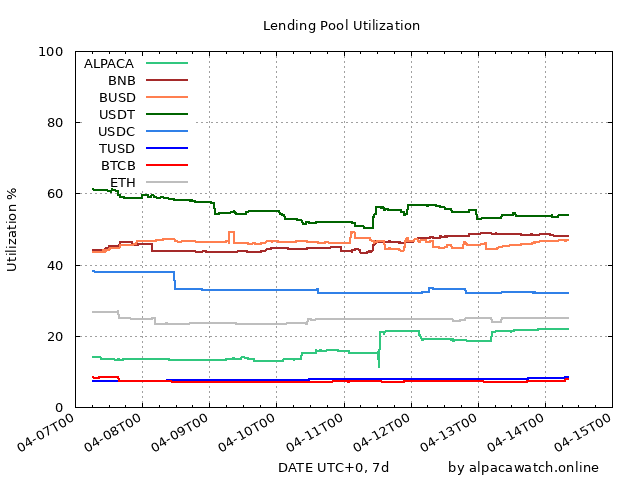 Lending Pool Utilization
100
80
60
40
20
0
Utilization %
ALPACA
BNB
BUSD
USDT
USDC
TUSD
BTCB
ETH
04-07T00
04-08T00
04-09T00
04-10T00
04-11T00
04-12T00
04-13T00
04-14T00
04-15T00
DATE UTC+0, 7d
by alpacawatch.online